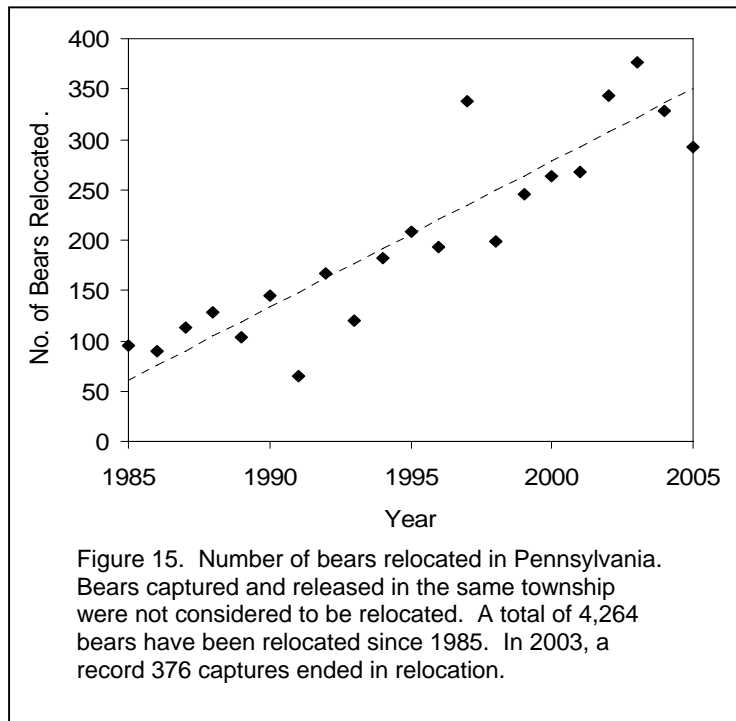 400
350
300
250
200
150
100
50
0
No. of Bears Relocated .
1985 1990 1995 2000 2005
Year
Figure 15. Number of bears relocated in Pennsylvania.
Bears captured and released in the same township
were not considered to be relocated. A total of 4,264
bears have been relocated since 1985. In 2003, a
record 376 captures ended in relocation.